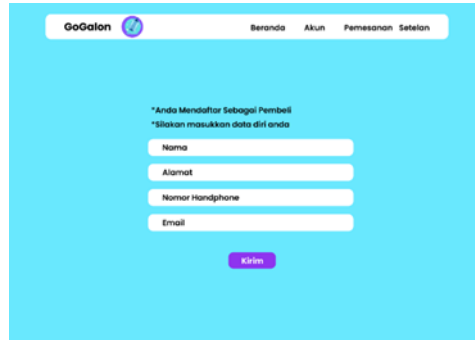 GoGalon
Beranda Akun Pemesanan Setelan
*Anda Mendaftar Sebagai Pembeli
*Silakan masukkan data diri anda
Nama
Alamat
Nomor Handphone
Email
Kirim